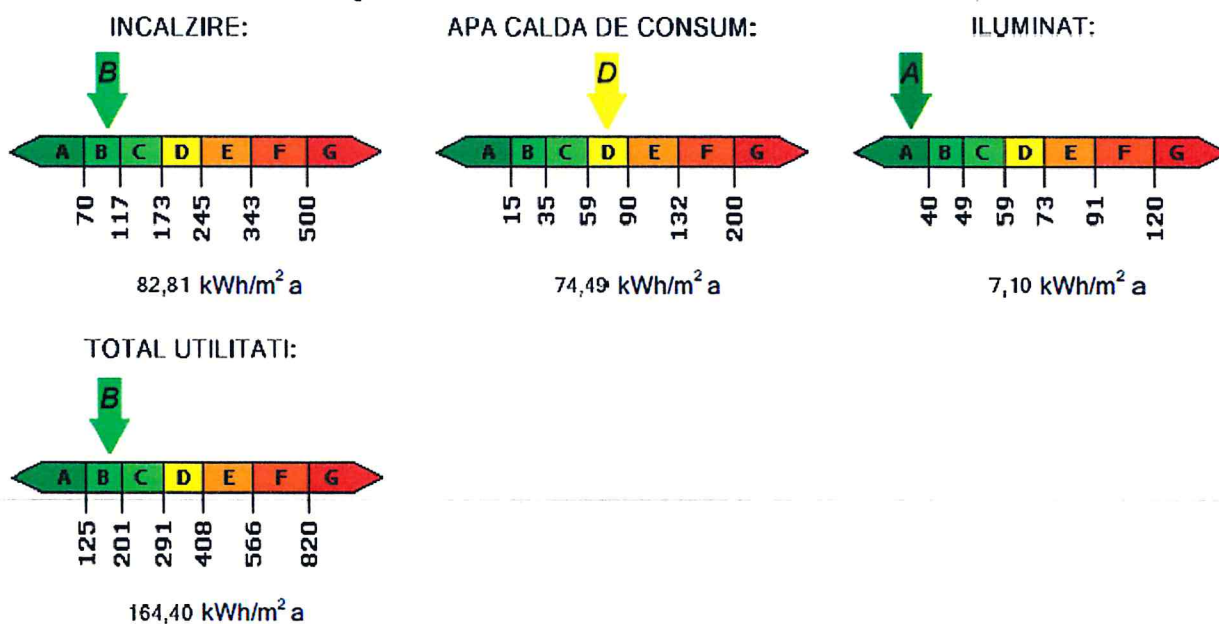 INCALZIRE:
B
A B C D E F G
70 117 173 245 343 500
82,81 kWh/m² a
APA CALDA DE CONSUM:
D
A B C D E F G
15 35 59 90 132 200
74,49 kWh/m² a
ILUMINAT:
A
A B C D E F G
40 49 59 73 91 120
7,10 kWh/m² a
TOTAL UTILITATI:
B
A B C D E F G
125 201 291 408 566 820
164,40 kWh/m² a